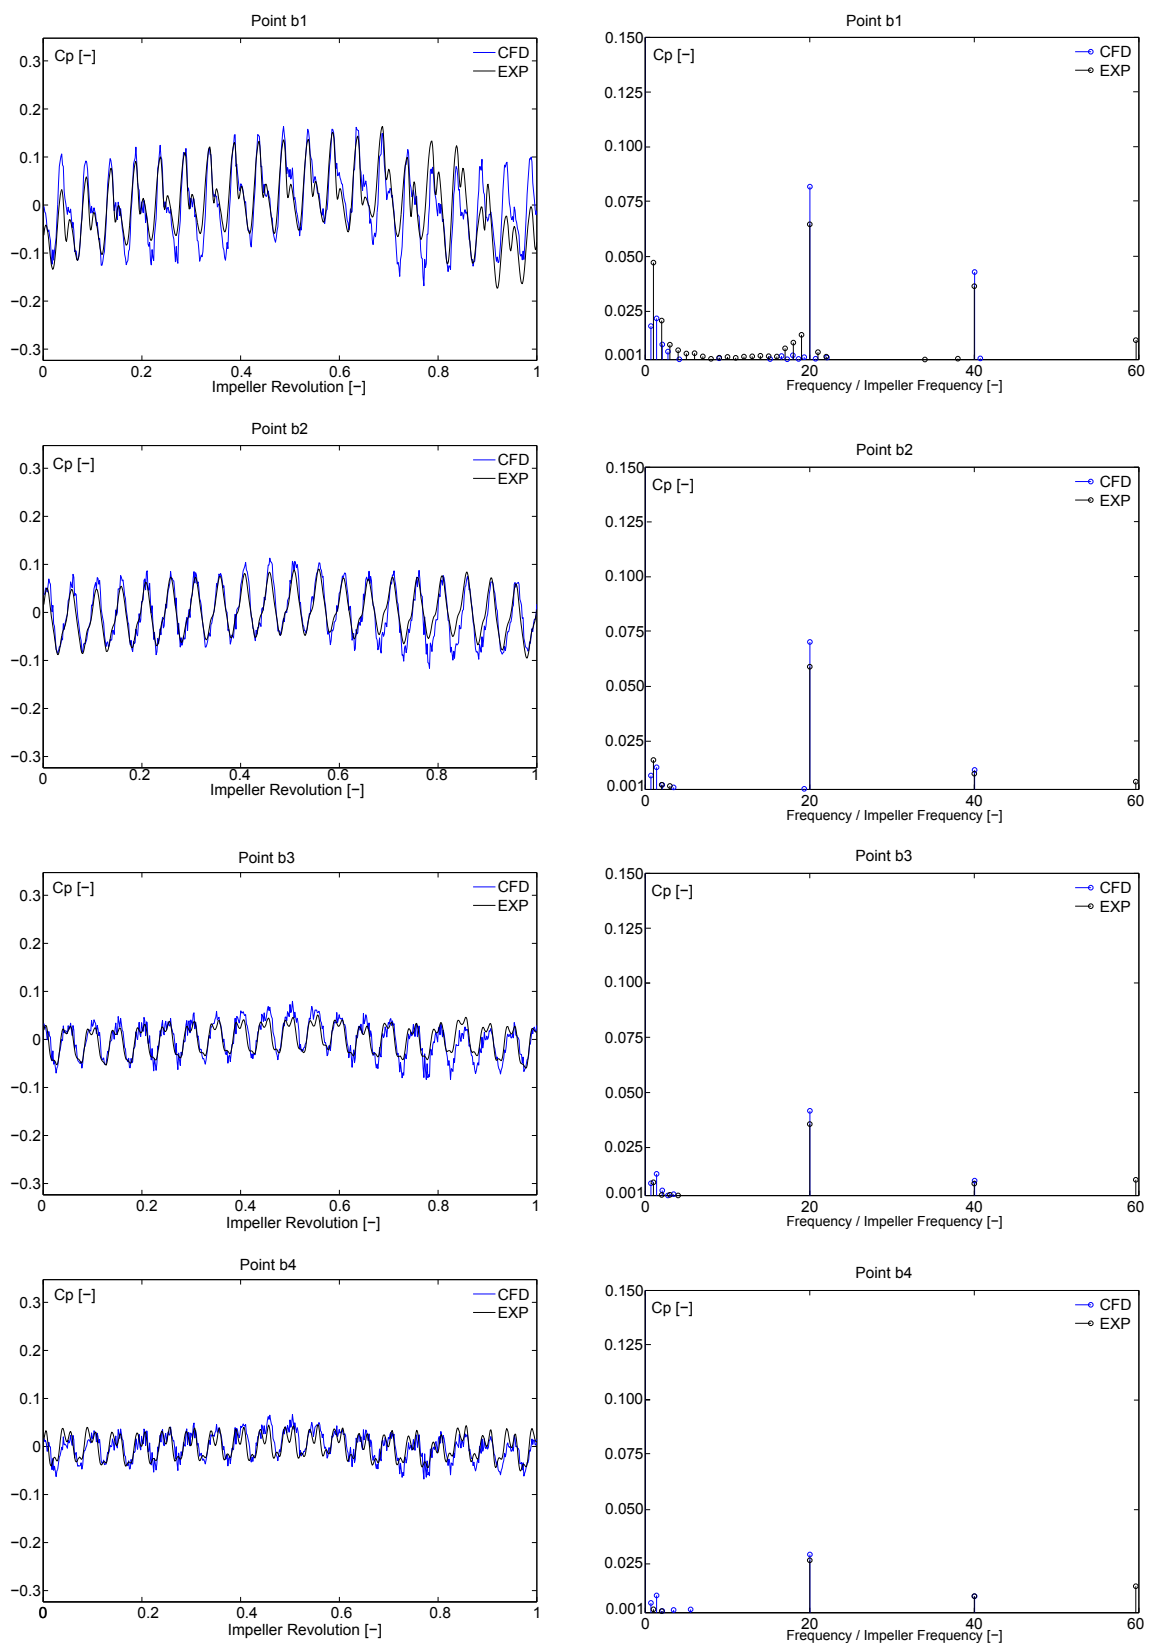 Point b1
Cp [−]
CFD
EXP
0.3
0.2
0.1
0
−0.1
−0.2
−0.3
0 0.2 0.4 0.6 0.8 1
Impeller Revolution [−]
Point b1
0.150
Cp [−]
CFD
EXP
0.125
0.100
0.075
0.050
0.025
0.001
0 20 40 60
Frequency / Impeller Frequency [−]
Point b2
Cp [−]
CFD
EXP
0.3
0.2
0.1
0
−0.1
−0.2
−0.3
0 0.2 0.4 0.6 0.8 1
Impeller Revolution [−]
Point b2
0.150
Cp [−]
CFD
EXP
0.125
0.100
0.075
0.050
0.025
0.001
0 20 40 60
Frequency / Impeller Frequency [−]
Point b3
Cp [−]
CFD
EXP
0.3
0.2
0.1
0
−0.1
−0.2
−0.3
0 0.2 0.4 0.6 0.8 1
Impeller Revolution [−]
Point b3
0.150
Cp [−]
CFD
EXP
0.125
0.100
0.075
0.050
0.025
0.001
0 20 40 60
Frequency / Impeller Frequency [−]
Point b4
Cp [−]
CFD
EXP
0.3
0.2
0.1
0
−0.1
−0.2
−0.3
0 0.2 0.4 0.6 0.8 1
Impeller Revolution [−]
Point b4
0.150
Cp [−]
CFD
EXP
0.125
0.100
0.075
0.050
0.025
0.001
0 20 40 60
Frequency / Impeller Frequency [−]